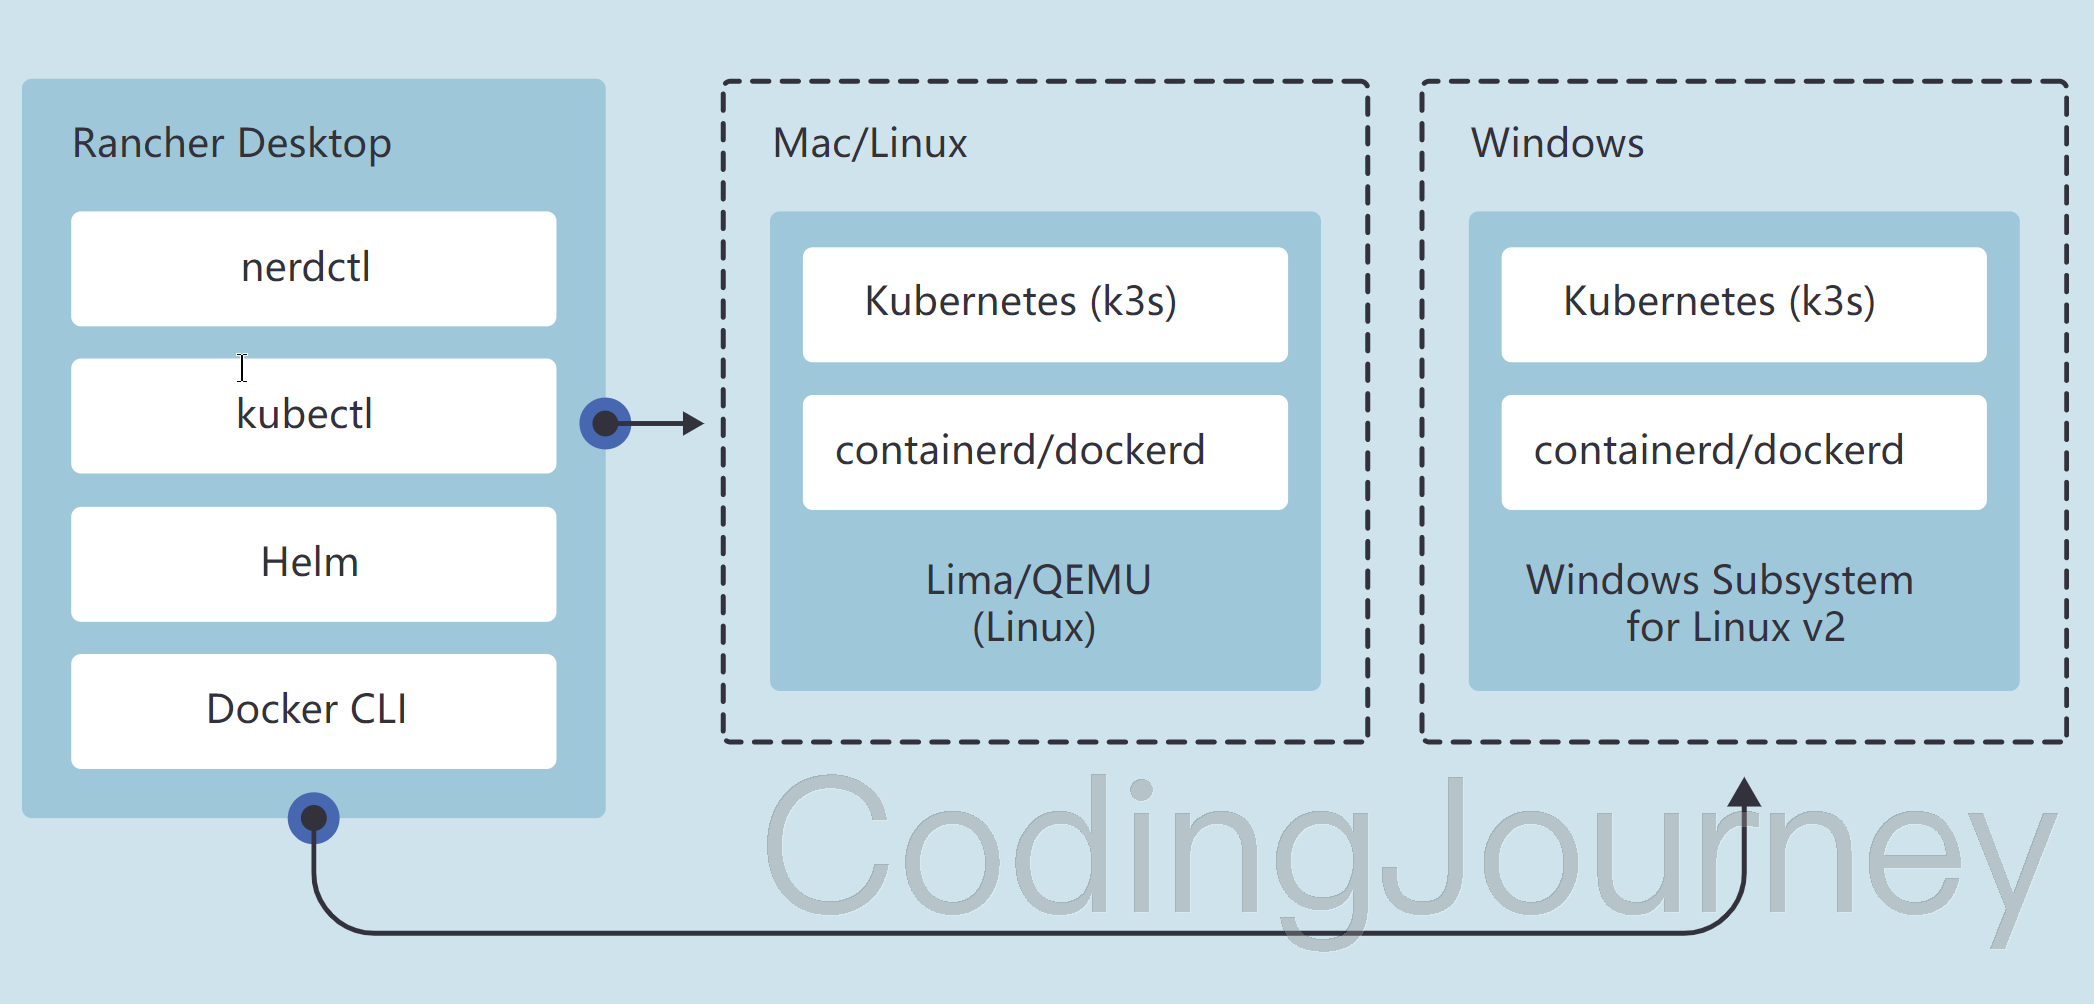 Rancher Desktop
nerdctl
kubectl
Helm
Docker CLI
Mac/Linux
Kubernetes (k3s)
containerd/dockerd
Lima/QEMU
(Linux)
Windows
Kubernetes (k3s)
containerd/dockerd
Windows Subsystem
for Linux v2
CodingJourney